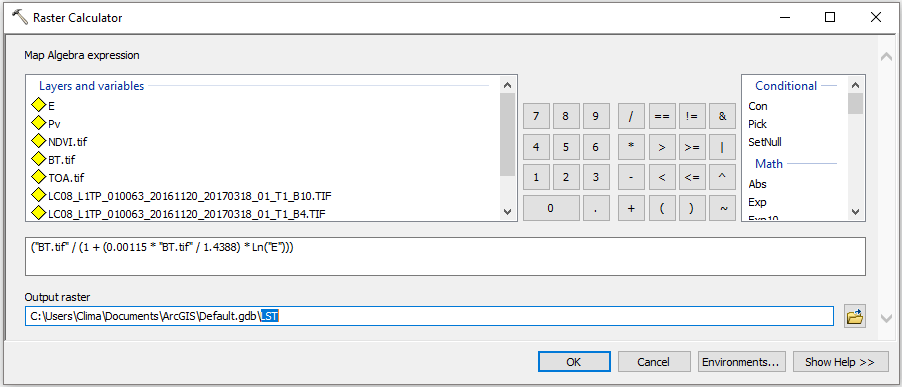 Raster Calculator
Map Algebra expression
Layers and variables
E
Pv
NDVI.tif
BT.tif
TOA.tif
LC08_L1TP_010063_20161120_20170318_01_T1_B10.TIF
LC08_L1TP_010063_20161120_20170318_01_T1_B4.TIF
7 8 9 / == != &
4 5 6 * > >= |
1 2 3 - < <= ^
0 . + ( ) ~
Conditional
Con
Pick
SetNull
Math
Abs
Exp
Exp10
("BT.tif" / (1 + (0.00115 * "BT.tif" / 1.4388) * Ln("E")))
Output raster
C:\Users\Clima\Documents\ArcGIS\Default.gdb\LST
OK Cancel Environments... Show Help >>